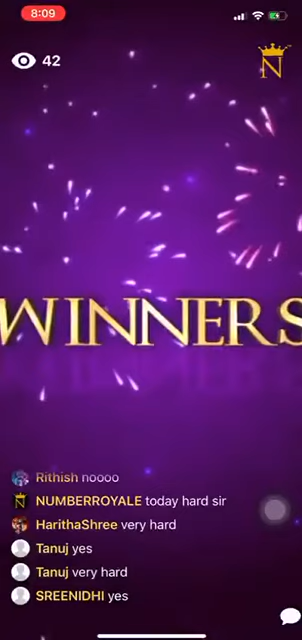 8:09
42
N
WINNERS
Rithish noooo
NUMBERROYALE today hard sir
HarithaShree very hard
Tanuj yes
Tanuj very hard
SREENIDHI yes